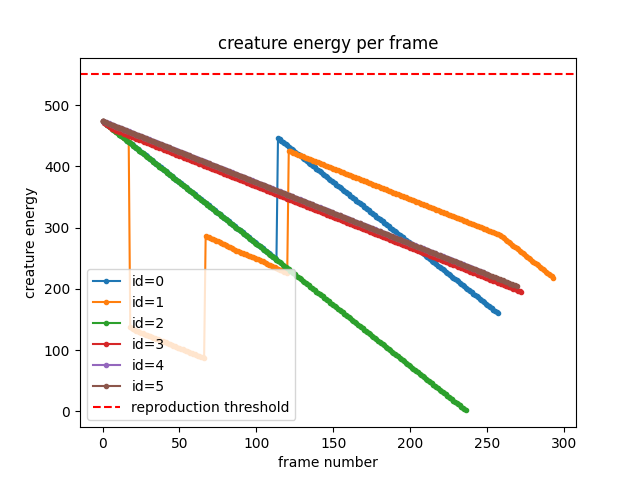 creature energy per frame
creature energy
500
400
300
200
100
0
id=0
id=1
id=2
id=3
id=4
id=5
reproduction threshold
0
50
100
150
200
250
300
frame number